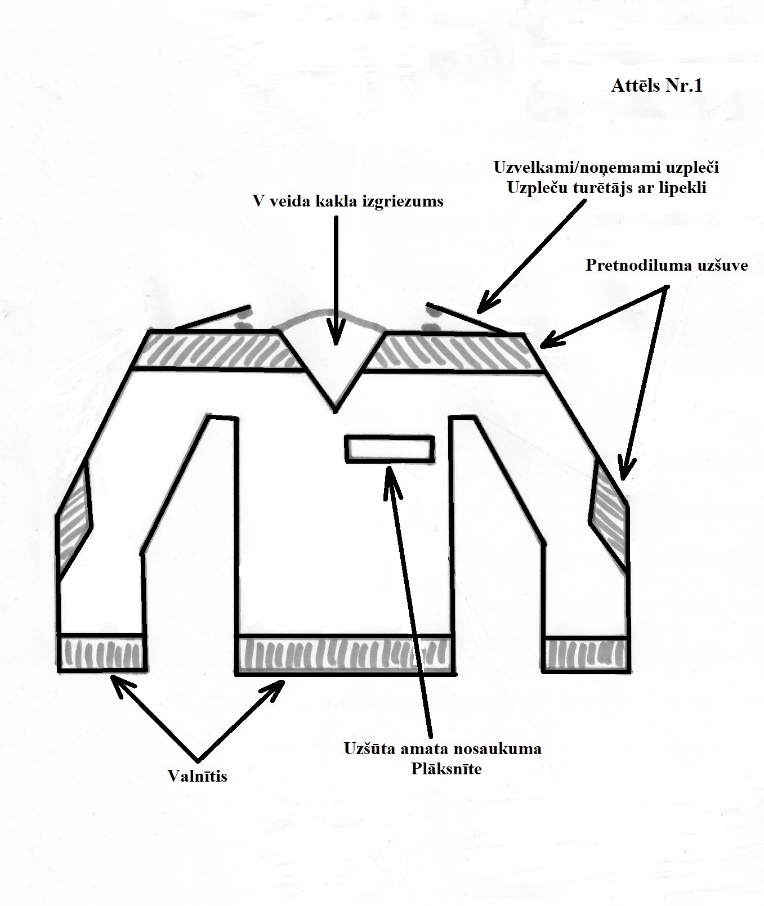 Attēls Nr.1
Uzvelkami/noņemami uzpleči
Uzpleču turētājs ar lipekli
V veida kakla izgriezums
Pretnodiluma uzšuve
Uzšūta amata nosaukuma
Plāksnīte
Valnītis